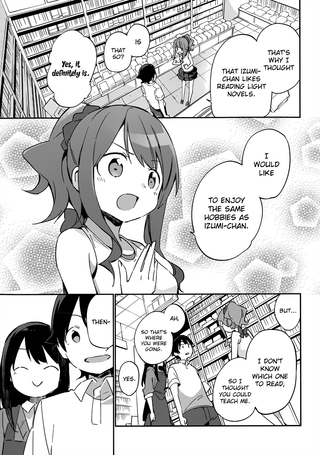 THAT'S
WHY I
THOUGHT
THAT IZUMI-
CHAN LIKES
READING LIGHT
NOVELS.
IS
THAT
SO?
Yes, it
definitely is.
I
WOULD
LIKE
TO ENJOY
THE SAME
HOBBIES AS
IZUMI-CHAN.
BUT...
I DON'T
KNOW
WHICH ONE
TO READ,
SO I
THOUGHT
YOU COULD
TEACH ME.
AH,
SO THAT'S
WHERE YOU
WERE
GOING.
YES.
THEN-